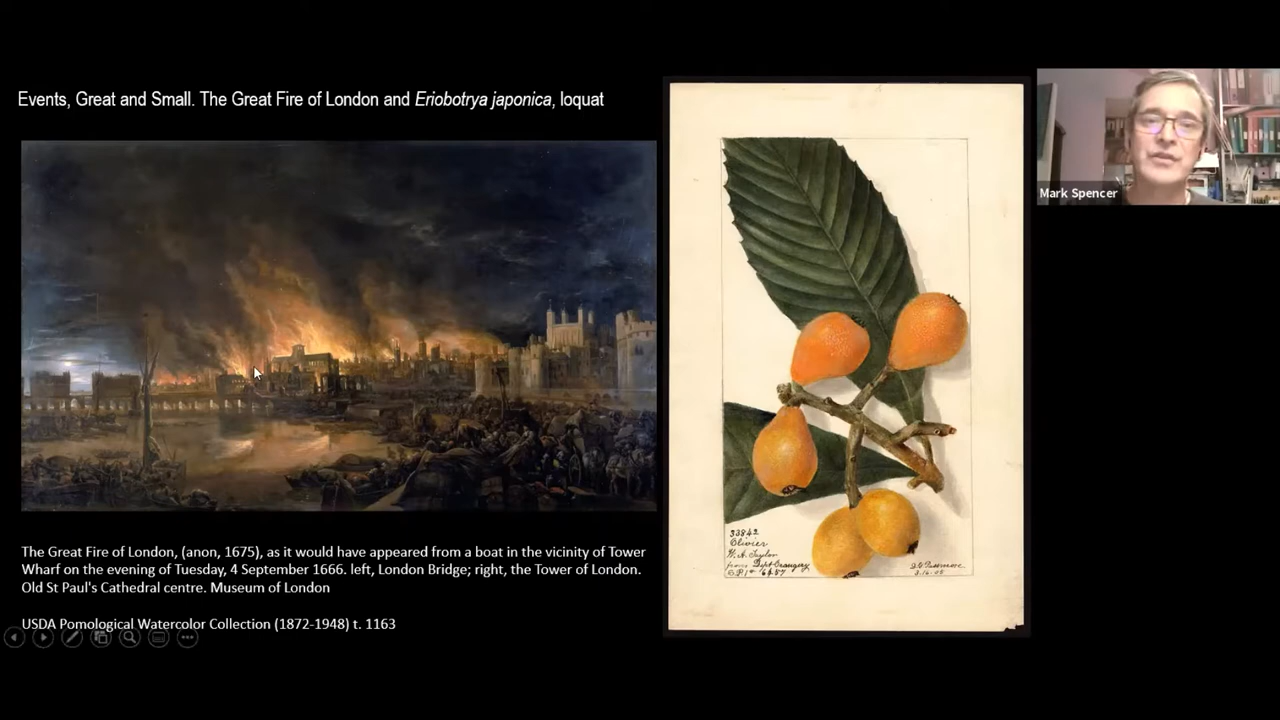 Events, Great and Small. The Great Fire of London and Eriobotrya japonica, loquat
Mark Spencer
33842
Olivier
W. A. Taylor
from Dept Orangery
The Great Fire of London, (anon, 1675), as it would have appeared from a boat in the vicinity of Tower
Wharf on the evening of Tuesday, 4 September 1666. left, London Bridge; right, the Tower of London.
Old St Paul's Cathedral centre. Museum of London
USDA Pomological Watercolor Collection (1872-1948) t. 1163